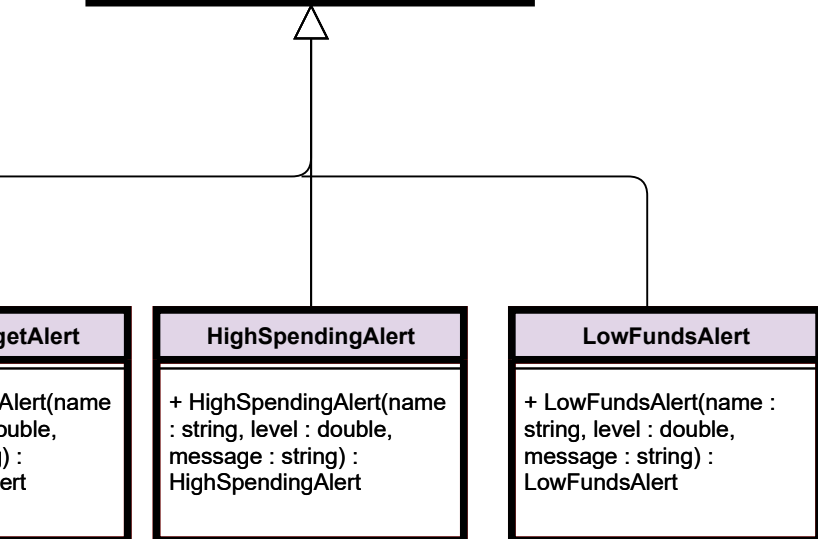 getAlert
HighSpendingAlert
LowFundsAlert
Alert(name
ouble,
) :
ert
+ HighSpendingAlert(name
: string, level : double,
message : string) :
HighSpendingAlert
+ LowFundsAlert(name :
string, level : double,
message : string) :
LowFundsAlert